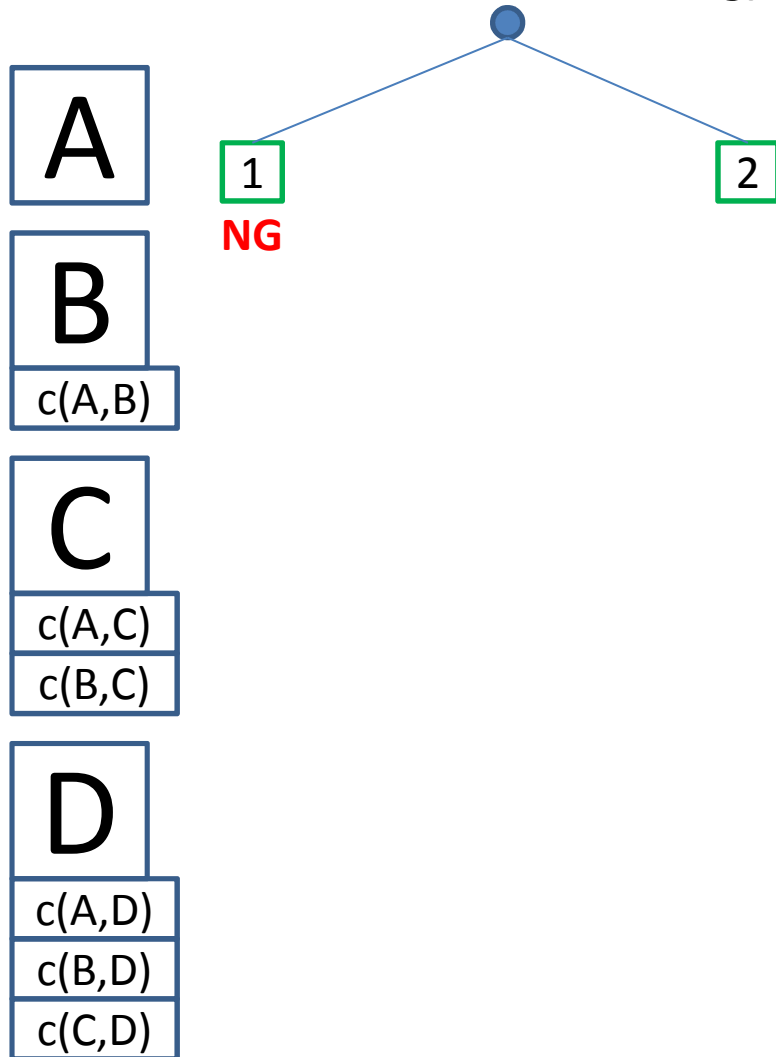 A
1 2
NG
B
c(A,B)
C
c(A,C)
c(B,C)
D
c(A,D)
c(B,D)
c(C,D)